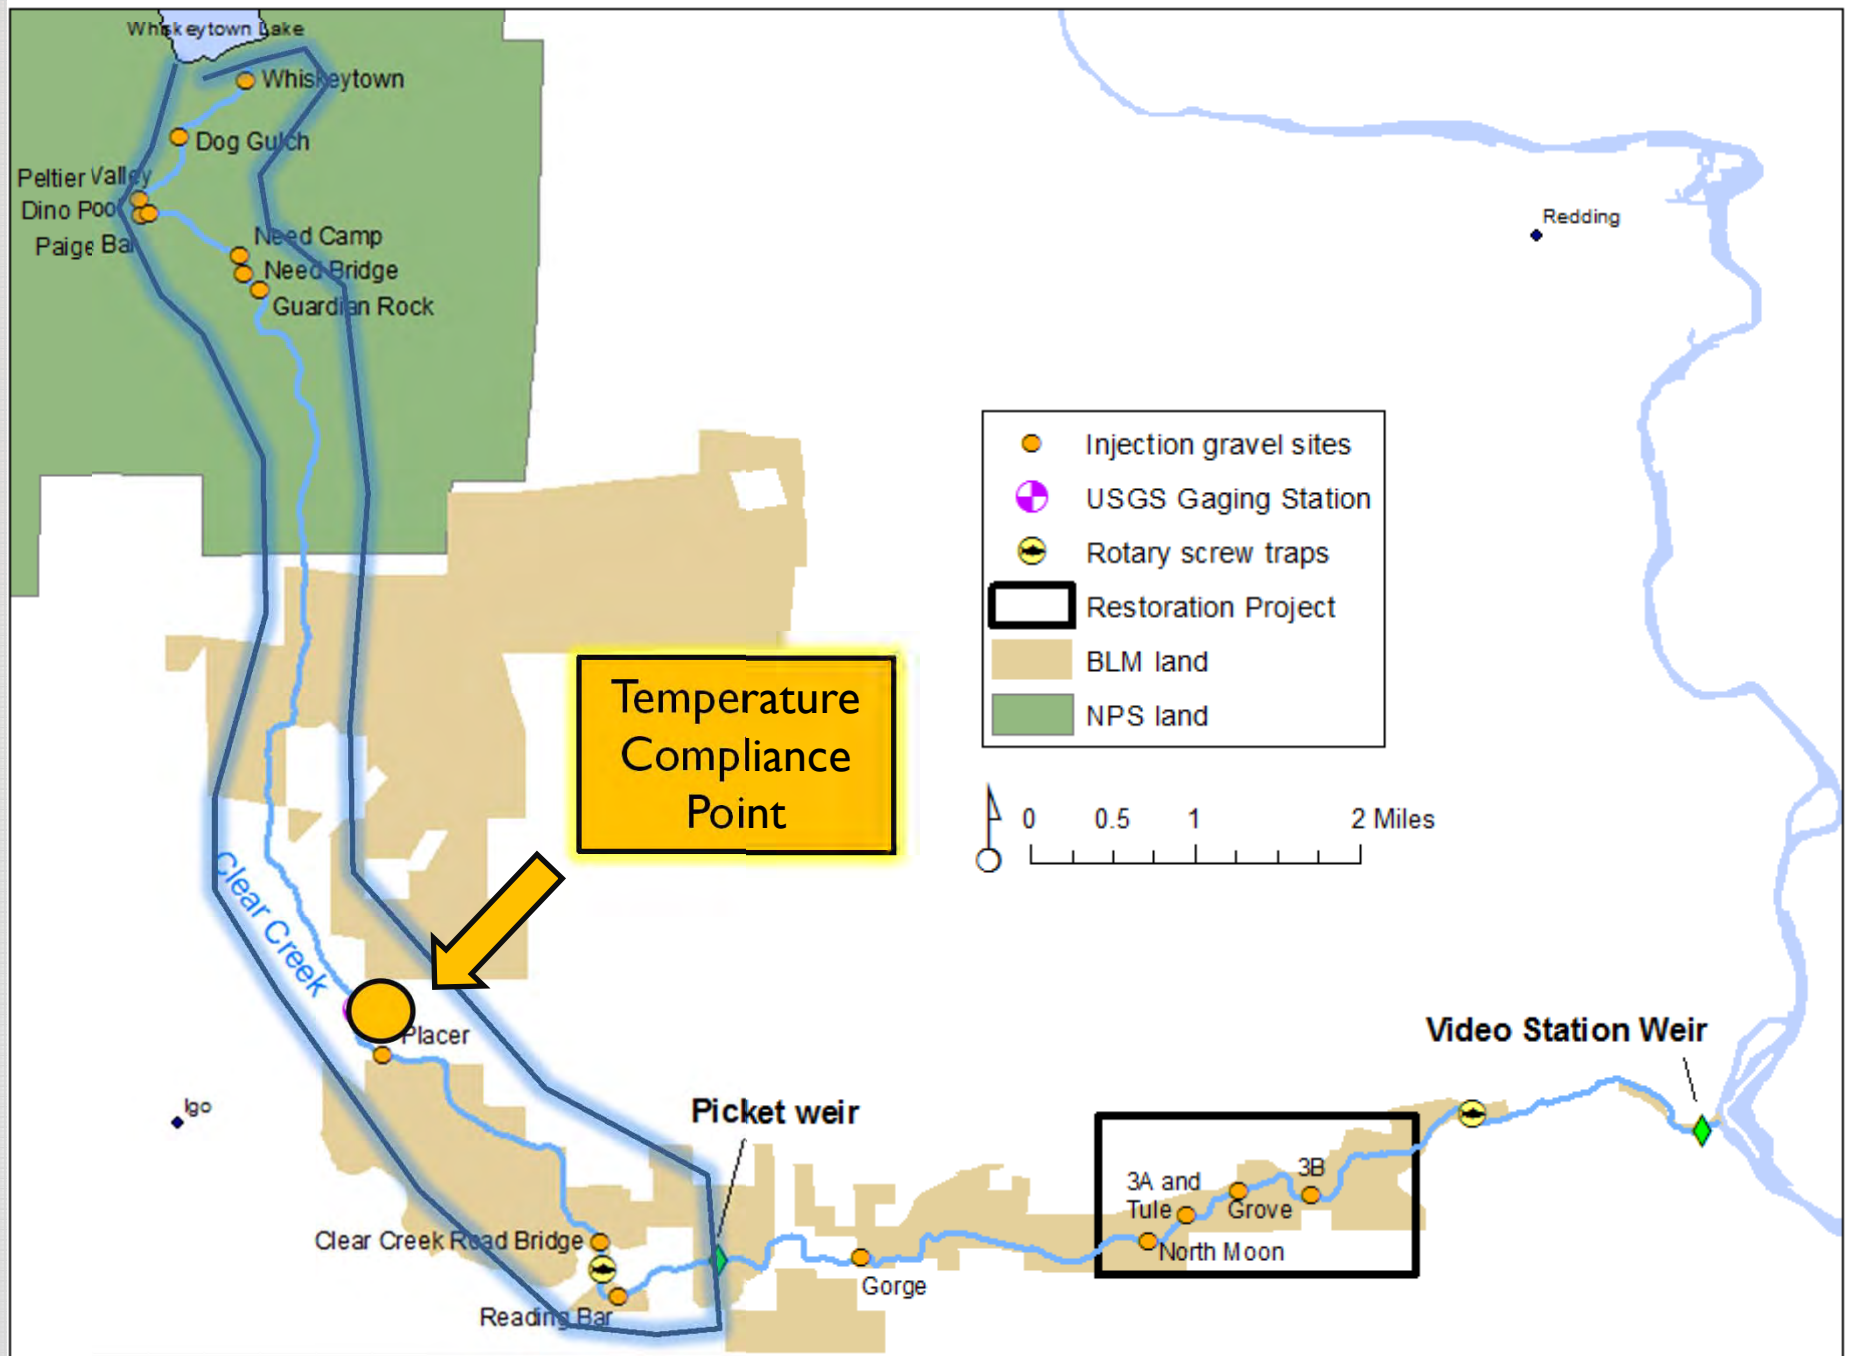 Whiskeytown Lake
Whiskeytown
Dog Gulch
Peltier Valley
Dino Pool
Paige Bar
Need Camp
Need Bridge
Guardian Rock
Redding
Injection gravel sites
USGS Gaging Station
Rotary screw traps
Restoration Project
BLM land
NPS land
Temperature
Compliance
Point
0 0.5 1 2 Miles
Clear Creek
Placer
Igo
Picket weir
Video Station Weir
3A and
Tule
3B
Grove
North Moon
Clear Creek Road Bridge
Gorge
Reading Bar